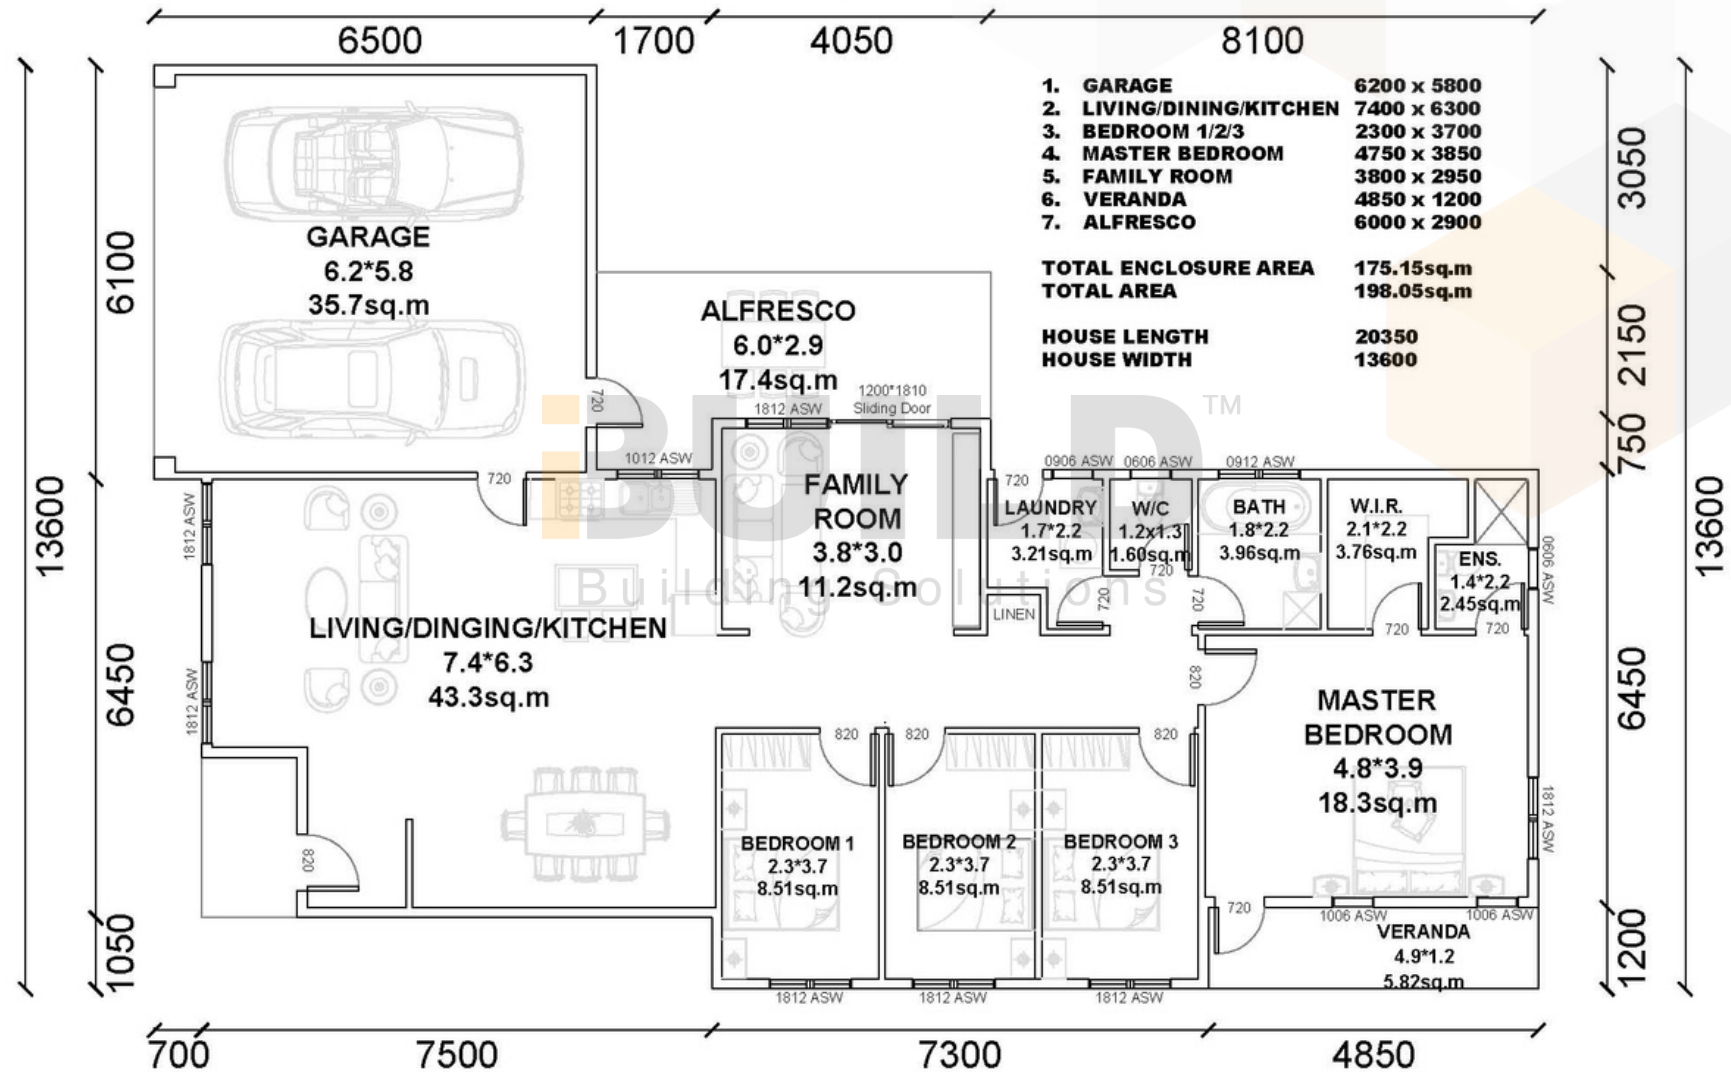 6500 1700 4050 8100
1. GARAGE 6200 x 5800
2. LIVING/DINING/KITCHEN 7400 x 6300
3. BEDROOM 1/2/3 2300 x 3700
4. MASTER BEDROOM 4750 x 3850
5. FAMILY ROOM 3800 x 2950
6. VERANDA 4850 x 1200
7. ALFRESCO 6000 x 2900
TOTAL ENCLOSURE AREA 175.15sq.m
TOTAL AREA 198.05sq.m
HOUSE LENGTH 20350
HOUSE WIDTH 13600
13600
6100
6450
1050
3050
2150
750
6450
1200
13600
GARAGE
6.2*5.8
35.7sq.m
720
ALFRESCO
6.0*2.9
17.4sq.m
1200*1810
Sliding Door
1812 ASW
1012 ASW
720
iBUILD™
Building Solutions
FAMILY
ROOM
3.8*3.0
11.2sq.m
0906 ASW
0606 ASW
0912 ASW
720
LAUNDRY
1.7*2.2
3.21sq.m
720
W/C
1.2x1.3
1.60sq.m
720
BATH
1.8*2.2
3.96sq.m
720
W.I.R.
2.1*2.2
3.76sq.m
720
ENS.
1.4*2.2
2.45sq.m
720
0606 ASW
LINEN
1812 ASW
1812 ASW
LIVING/DINGING/KITCHEN
7.4*6.3
43.3sq.m
820
820
820
820
820
MASTER
BEDROOM
4.8*3.9
18.3sq.m
1812 ASW
BEDROOM 1
2.3*3.7
8.51sq.m
BEDROOM 2
2.3*3.7
8.51sq.m
BEDROOM 3
2.3*3.7
8.51sq.m
720
1006 ASW
1006 ASW
VERANDA
4.9*1.2
5.82sq.m
1812 ASW
1812 ASW
1812 ASW
700 7500 7300 4850